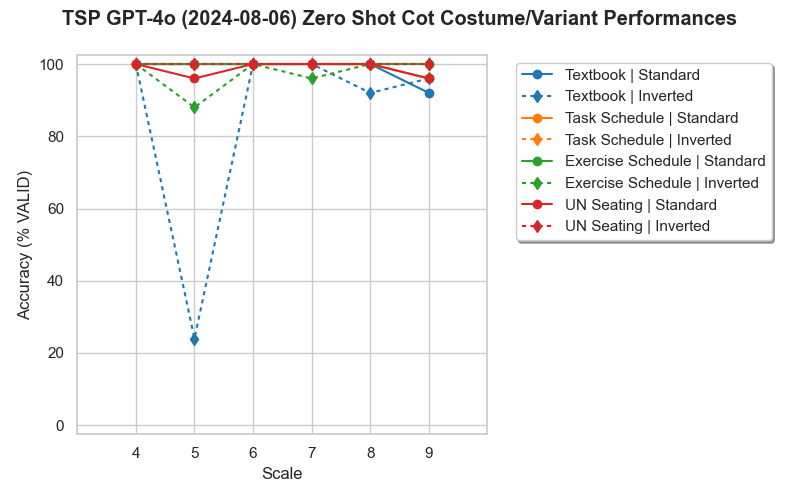 TSP GPT-4o (2024-08-06) Zero Shot Cot Costume/Variant Performances
100
80
60
40
20
0
Accuracy (% VALID)
4 5 6 7 8 9
Scale
Textbook | Standard
Textbook | Inverted
Task Schedule | Standard
Task Schedule | Inverted
Exercise Schedule | Standard
Exercise Schedule | Inverted
UN Seating | Standard
UN Seating | Inverted